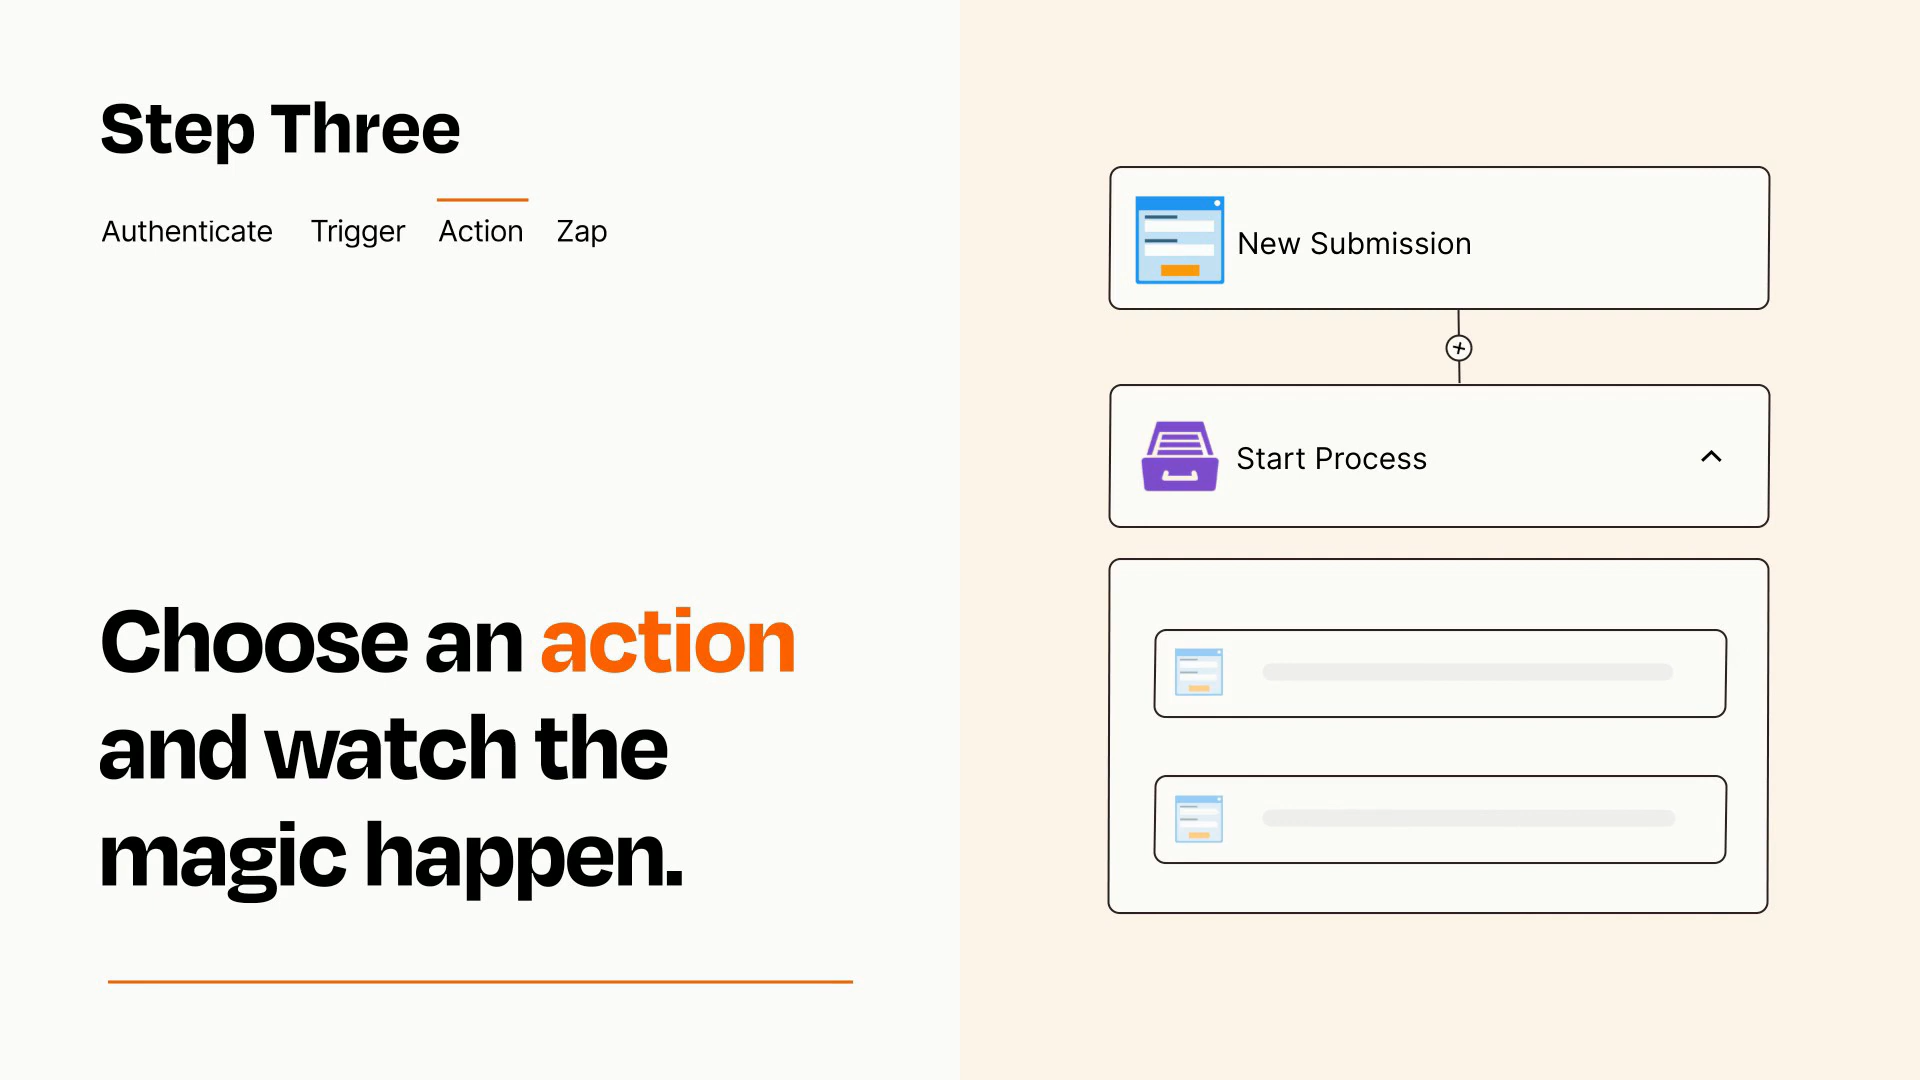 Step Three
Authenticate Trigger Action Zap
Choose an action
and watch the
magic happen.
New Submission
Start Process